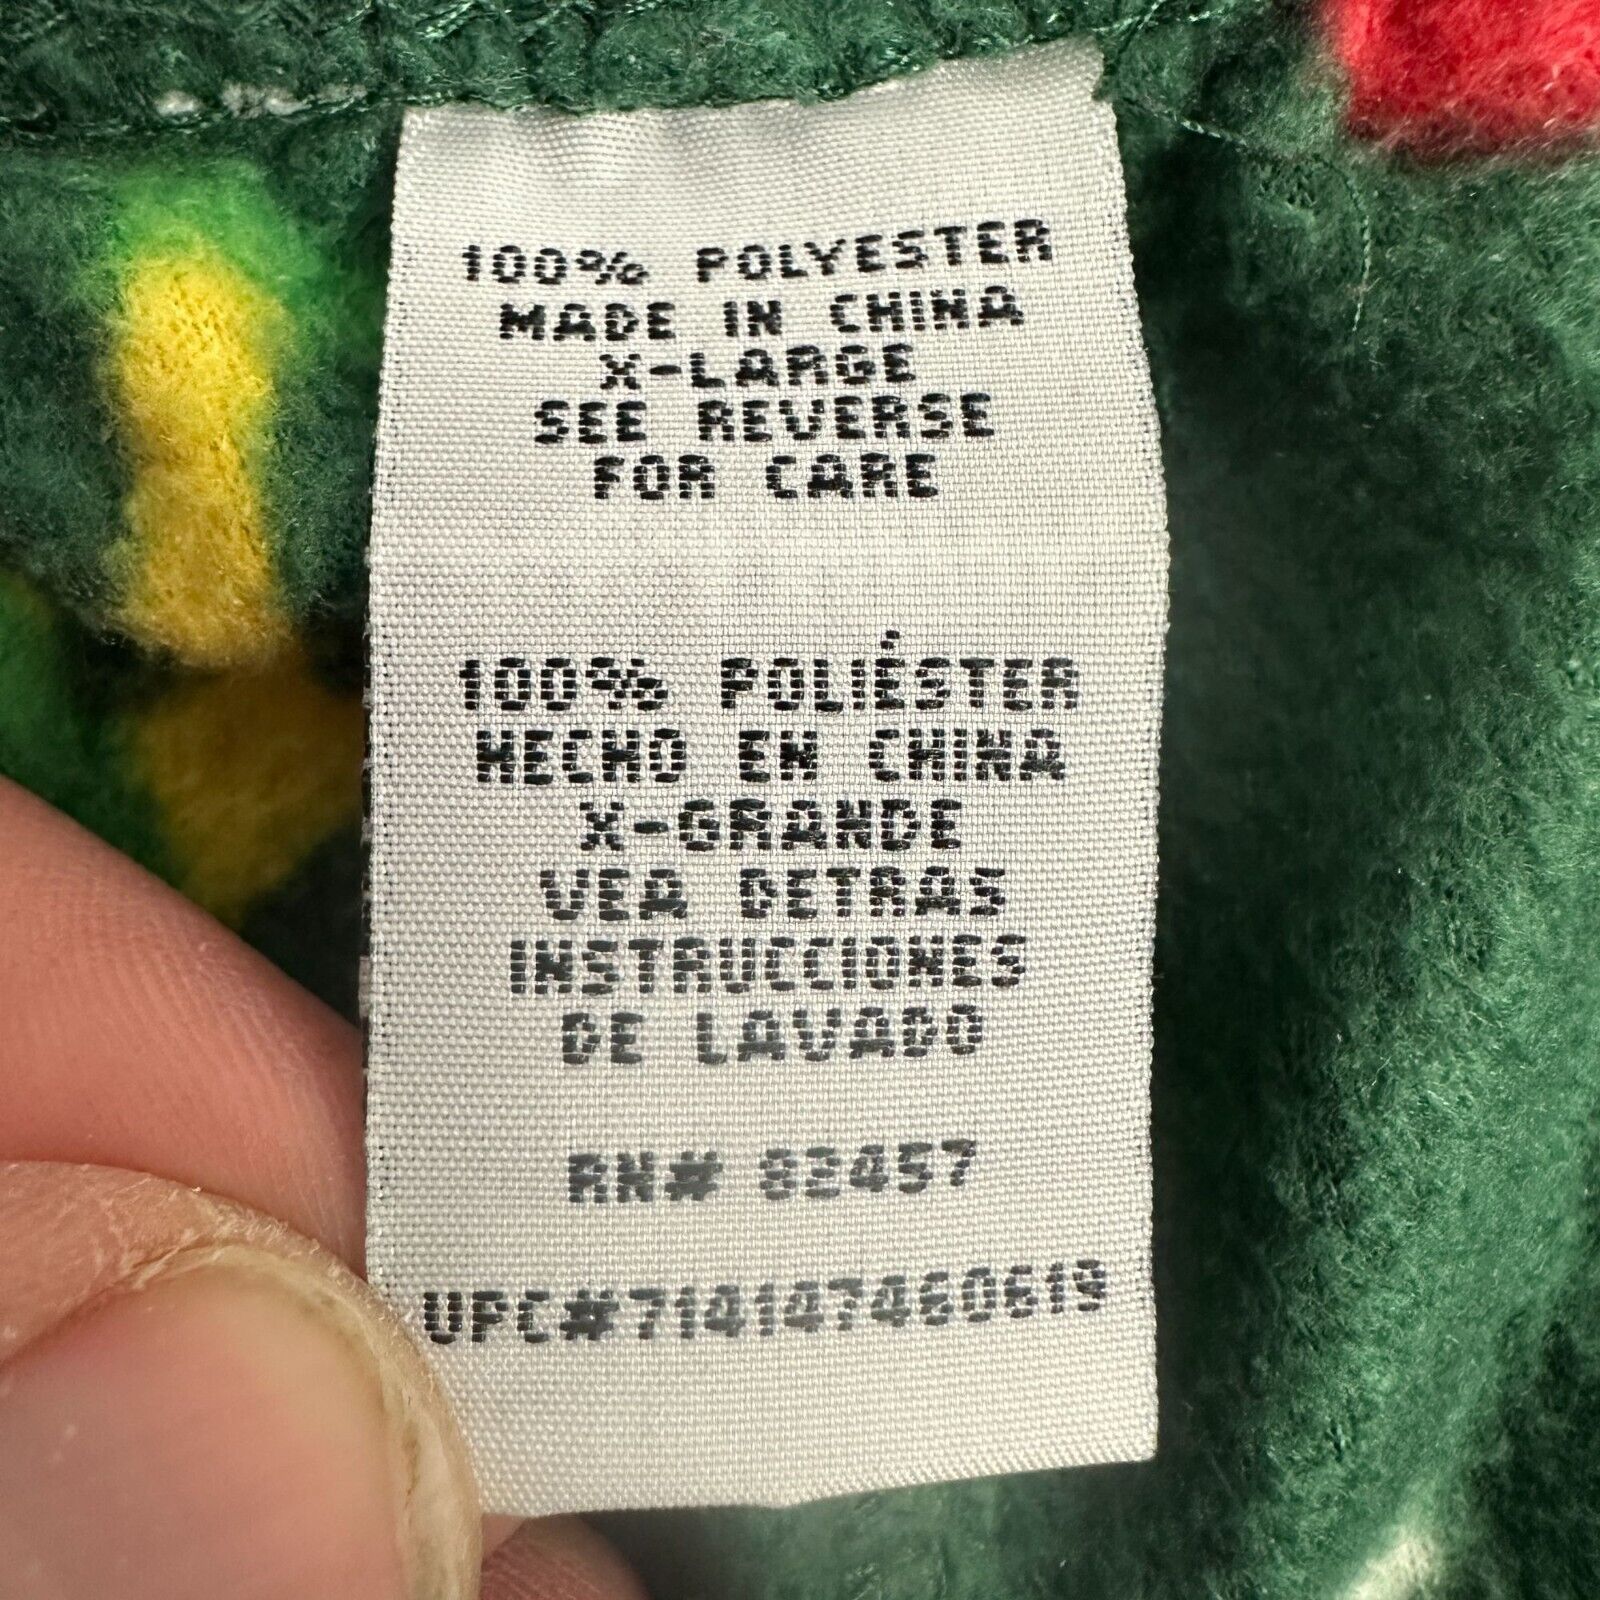 100% POLYESTER
MADE IN CHINA
X-LARGE
SEE REVERSE
FOR CARE
100% POLIÉSTER
HECHO EN CHINA
X-GRANDE
VEA DETRAS
INSTRUCCIONES
DE LAVADO
RN# 82457
UPC#714147460619